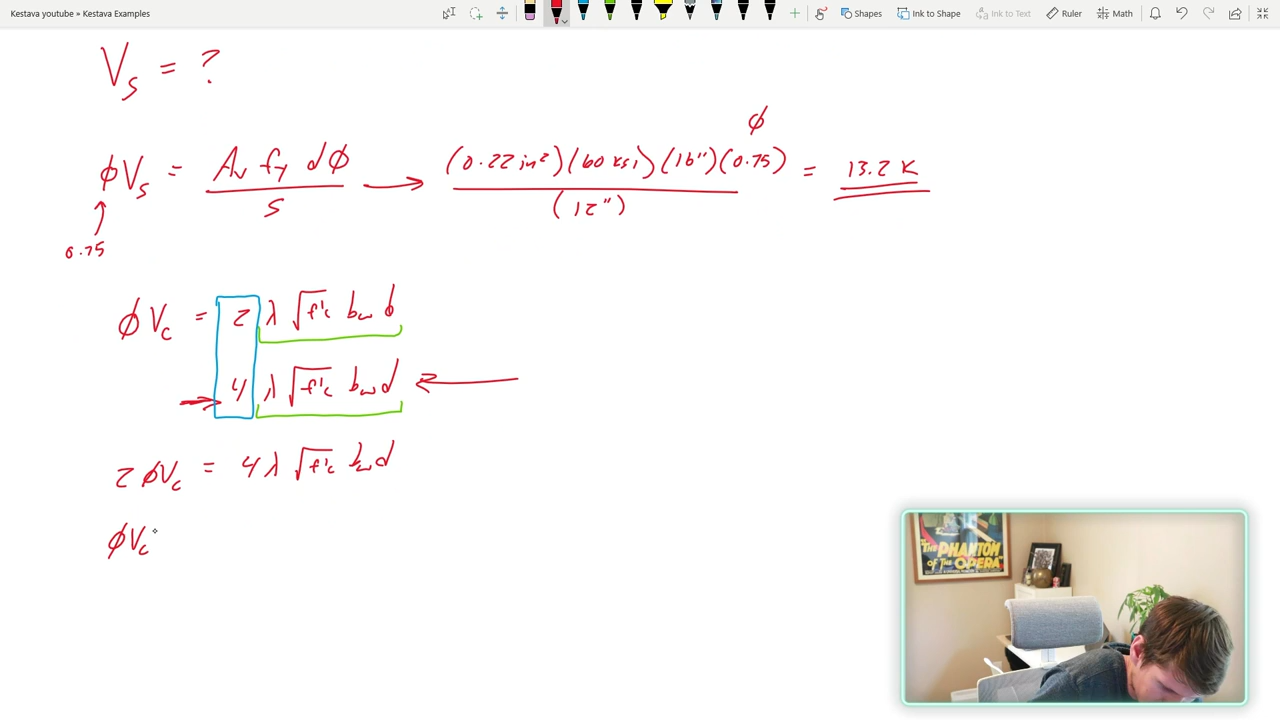 Kestava youtube » Kestava Examples
Shapes Ink to Shape Ink to Text Ruler Math
Vs = ?
ϕ
ϕVs = Av fy dϕ / s → (0.22 in²)(60 ksi)(16")(0.75) / (12") = 13.2 K
0.75
ϕVc = 2 λ √f'c bw d
4 λ √f'c bw d
2 ϕVc = 4 λ √f'c bw d
ϕVc
"THE PHANTOM
OF THE OPERA"